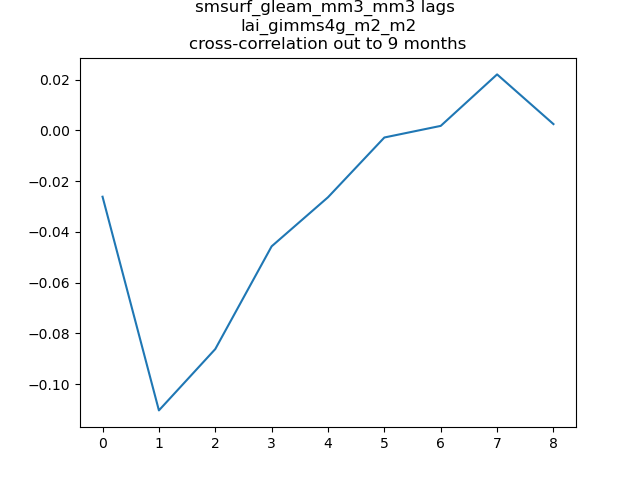 smsurf_gleam_mm3_mm3 lags
lai_gimms4g_m2_m2
cross-correlation out to 9 months
0.02
0.00
−0.02
−0.04
−0.06
−0.08
−0.10
0 1 2 3 4 5 6 7 8